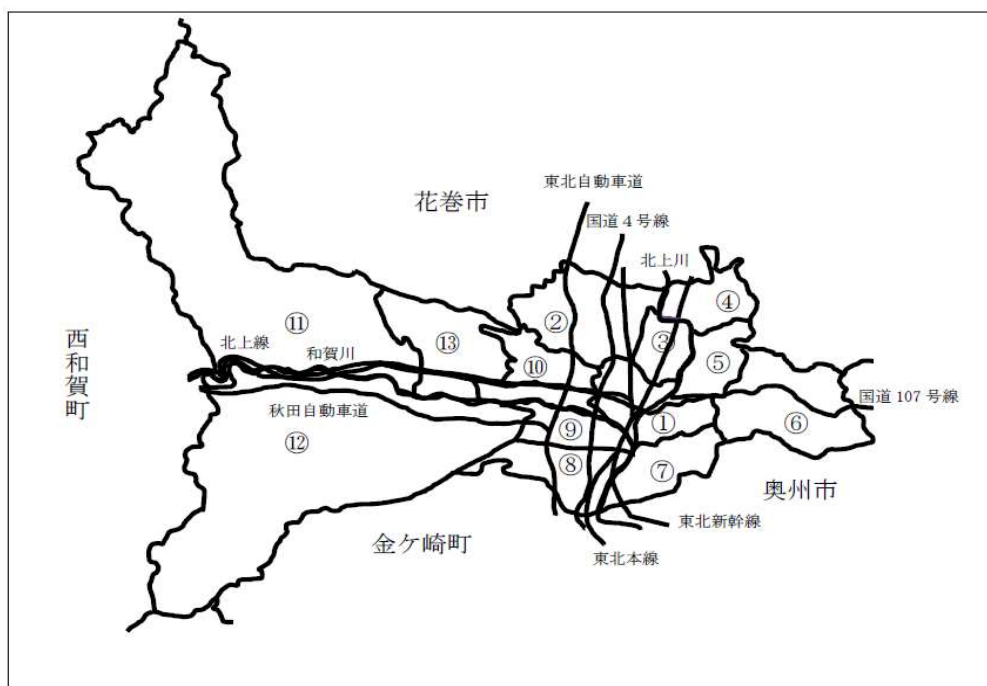 東北自動車道
花巻市
国道4号線
北上川
④
②
③
⑪
⑬
⑤
西和賀町
北上線
和賀川
⑩
国道107号線
秋田自動車道
①
⑥
⑨
⑫
⑧
⑦
奥州市
東北新幹線
金ケ崎町
東北本線